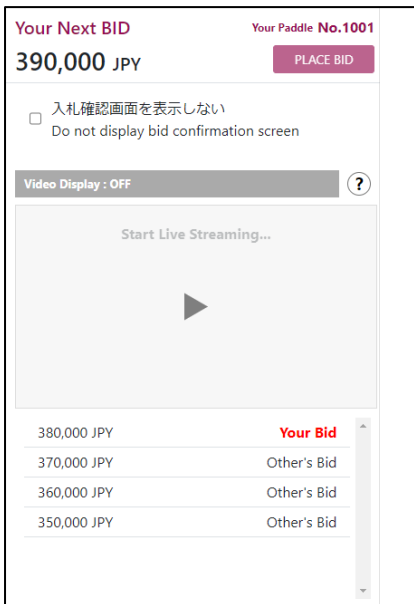 Your Next BID
Your Paddle No.1001
390,000 JPY
PLACE BID
入札確認画面を表示しない
Do not display bid confirmation screen
Video Display : OFF
?
Start Live Streaming...
380,000 JPY Your Bid
370,000 JPY Other's Bid
360,000 JPY Other's Bid
350,000 JPY Other's Bid